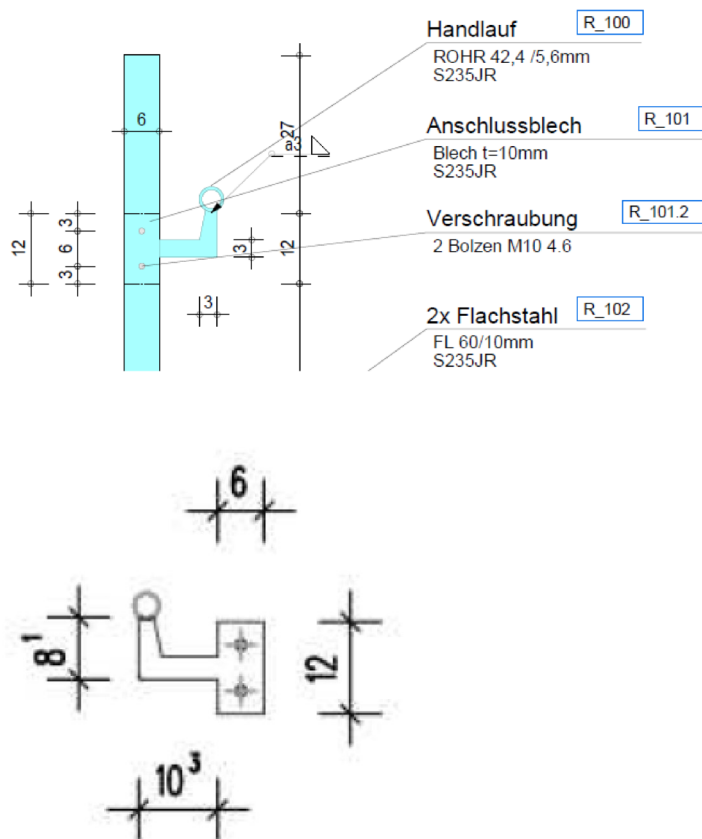 Handlauf
R_100
ROHR 42,4 /5,6mm
S235JR
6
27
a3
Anschlussblech
R_101
Blech t=10mm
S235JR
Verschraubung
R_101.2
2 Bolzen M10 4.6
12
3
6
3
3
12
3
2x Flachstahl
R_102
FL 60/10mm
S235JR
6
8¹
12
10³